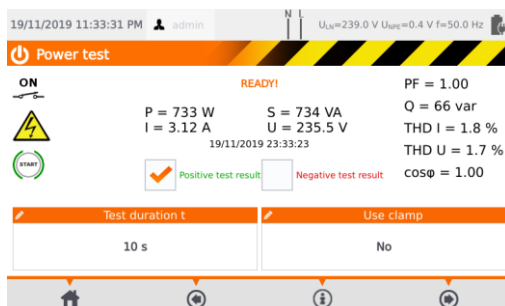 19/11/2019 11:33:31 PM admin N L U_LN=239.0 V U_NPE=0.4 V f=50.0 Hz
Power test
ON
READY!
PF = 1.00
P = 733 W S = 734 VA
Q = 66 var
I = 3.12 A U = 235.5 V
THD I = 1.8 %
19/11/2019 23:33:23
THD U = 1.7 %
START
Positive test result Negative test result
cosφ = 1.00
Test duration t Use clamp
10 s No